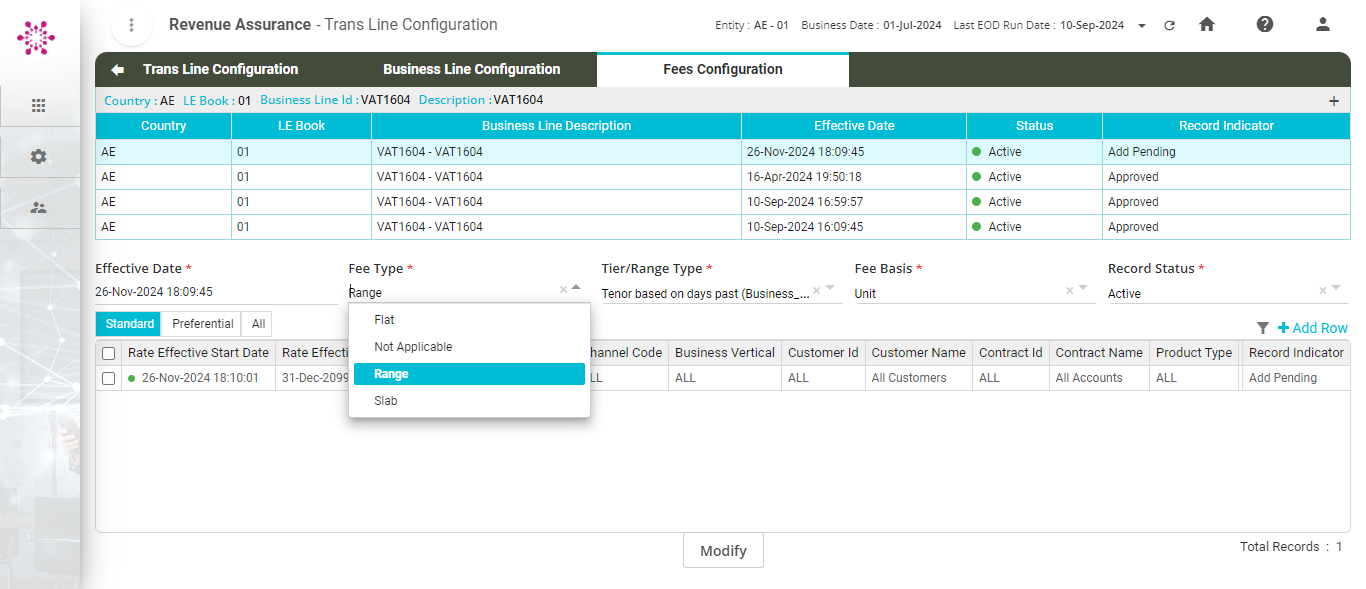 Revenue Assurance - Trans Line Configuration
Entity : AE - 01 Business Date : 01-Jul-2024 Last EOD Run Date : 10-Sep-2024
Trans Line Configuration Business Line Configuration Fees Configuration
Country : AE LE Book : 01 Business Line Id : VAT1604 Description : VAT1604
Country LE Book Business Line Description Effective Date Status Record Indicator
AE 01 VAT1604 - VAT1604 26-Nov-2024 18:09:45 Active Add Pending
AE 01 VAT1604 - VAT1604 16-Apr-2024 19:50:18 Active Approved
AE 01 VAT1604 - VAT1604 10-Sep-2024 16:59:57 Active Approved
AE 01 VAT1604 - VAT1604 10-Sep-2024 16:09:45 Active Approved
Effective Date * Fee Type * Tier/Range Type * Fee Basis * Record Status *
26-Nov-2024 18:09:45 Range Tenor based on days past (Business_... Unit Active
Standard Preferential All
Flat
Not Applicable
Range
Slab
Add Row
Rate Effective Start Date Rate Effecti hannel Code Business Vertical Customer Id Customer Name Contract Id Contract Name Product Type Record Indicator
26-Nov-2024 18:10:01 31-Dec-2099 LL ALL ALL All Customers ALL All Accounts ALL Add Pending
Modify
Total Records : 1